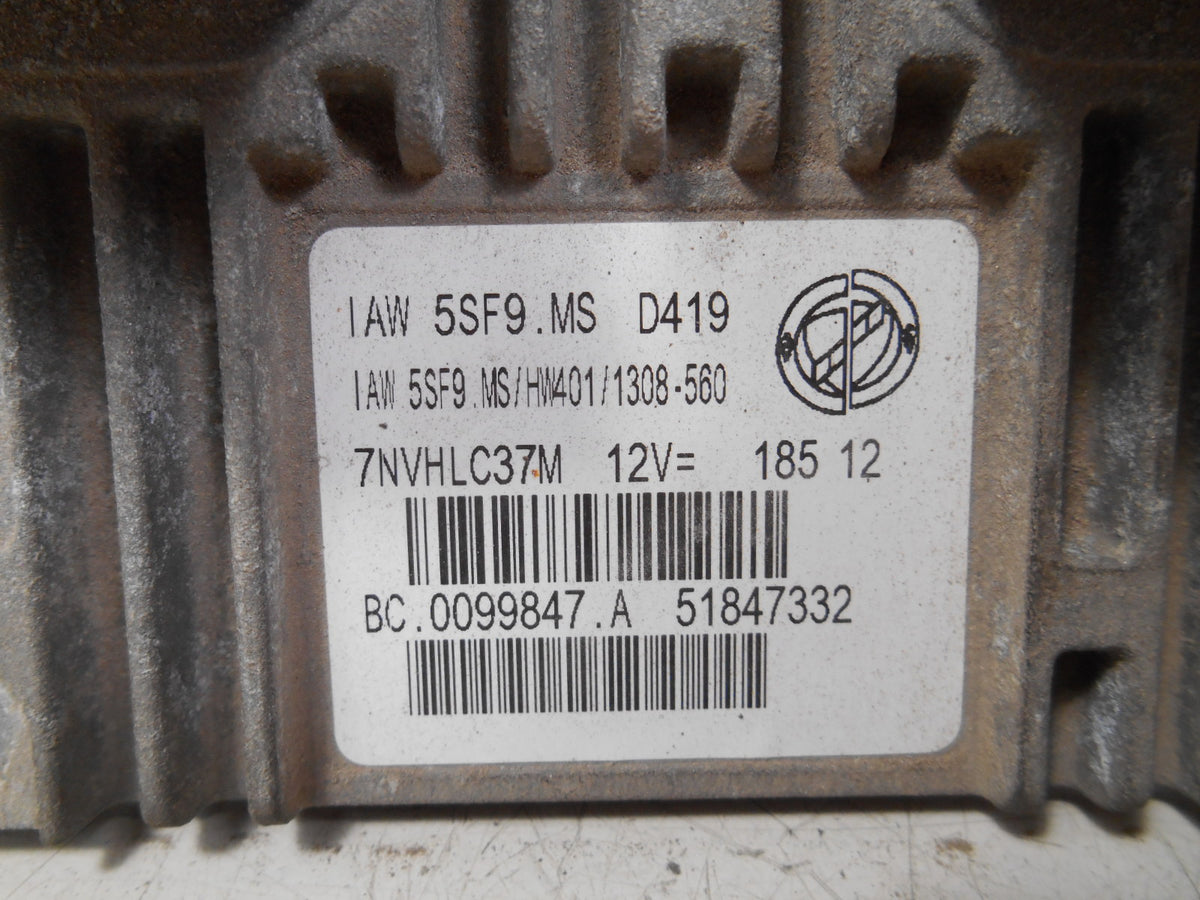 IAW 5SF9.MS D419
IAW 5SF9.MS/HW401/1308-560
7NVHLC37M 12V= 185 12
BC.0099847.A 51847332